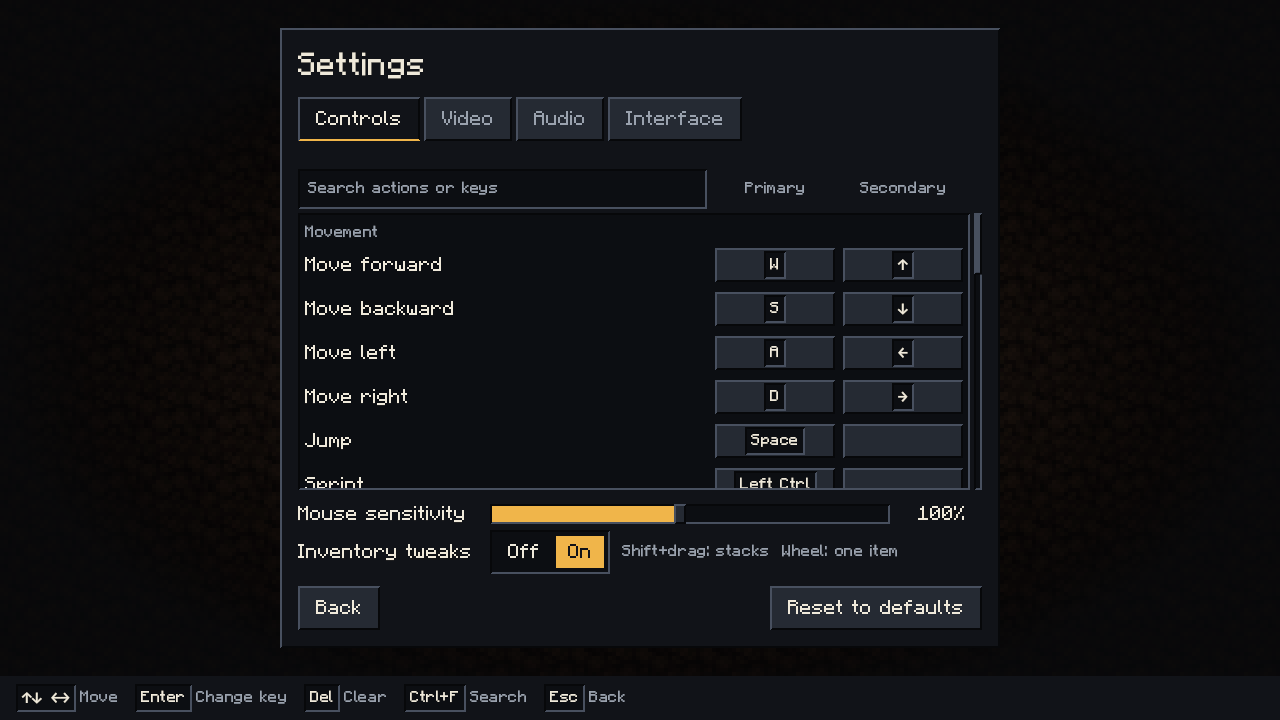 Settings
Controls Video Audio Interface
Search actions or keys Primary Secondary
Movement
Move forward W ↑
Move backward S ↓
Move left A ←
Move right D →
Jump Space
Sprint Left Ctrl
Mouse sensitivity 100%
Inventory tweaks Off On Shift+drag: stacks Wheel: one item
Back Reset to defaults
↑↓ ↔ Move Enter Change key Del Clear Ctrl+F Search Esc Back